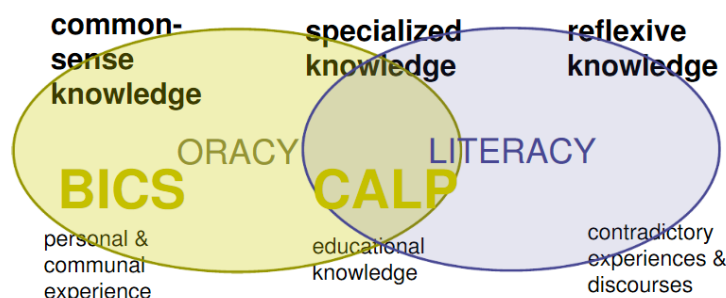 common-
sense
knowledge
specialized
knowledge
reflexive
knowledge
ORACY
LITERACY
BICS
CALP
personal &
communal
experience
educational
knowledge
contradictory
experiences &
discourses